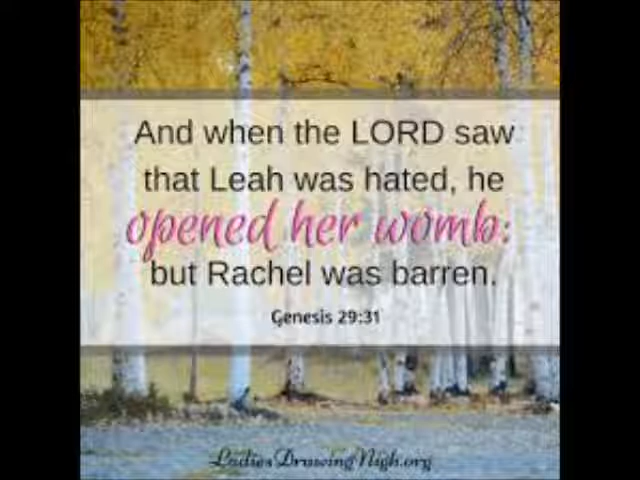 And when the LORD saw
that Leah was hated, he
opened her womb:
but Rachel was barren.
Genesis 29:31
LadiesDrawingNigh.org